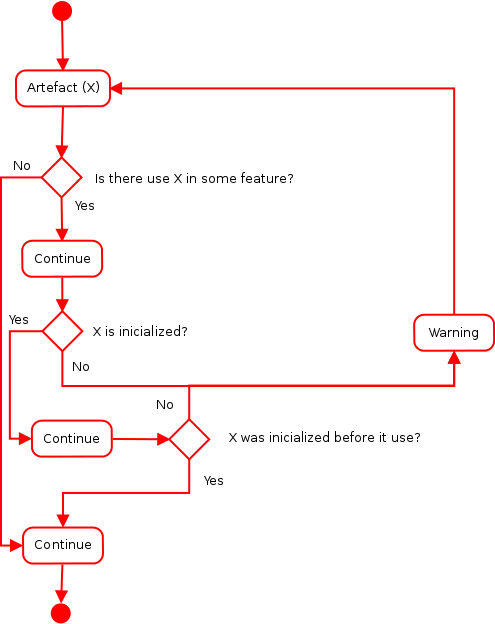 Artefact (X)
No
Is there use X in some feature?
Yes
Continue
Yes
X is inicialized?
Warning
No
No
Continue
X was inicialized before it use?
Yes
Continue